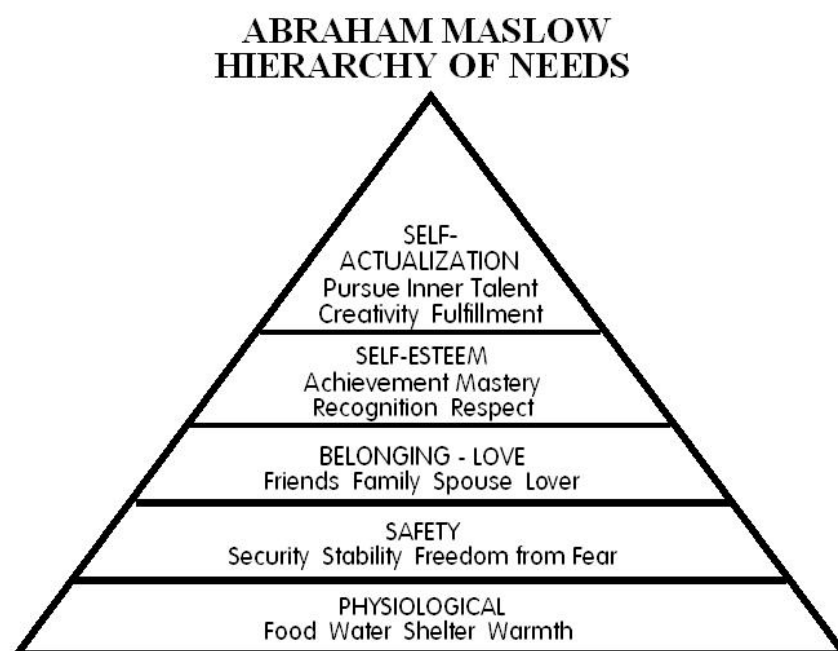 ABRAHAM MASLOW
HIERARCHY OF NEEDS
SELF-
ACTUALIZATION
Pursue Inner Talent
Creativity Fulfillment
SELF-ESTEEM
Achievement Mastery
Recognition Respect
BELONGING - LOVE
Friends Family Spouse Lover
SAFETY
Security Stability Freedom from Fear
PHYSIOLOGICAL
Food Water Shelter Warmth